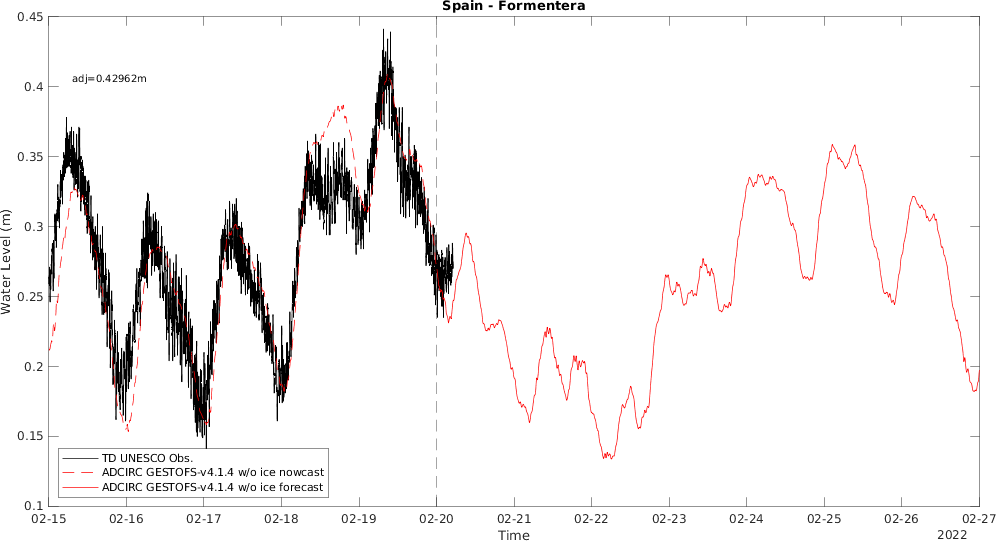 Spain - Formentera
0.45
0.4
0.35
0.3
0.25
0.2
0.15
0.1
Water Level (m)
adj=0.42962m
TD UNESCO Obs.
ADCIRC GESTOFS-v4.1.4 w/o ice nowcast
ADCIRC GESTOFS-v4.1.4 w/o ice forecast
02-15 02-16 02-17 02-18 02-19 02-20 02-21 02-22 02-23 02-24 02-25 02-26 02-27
Time
2022